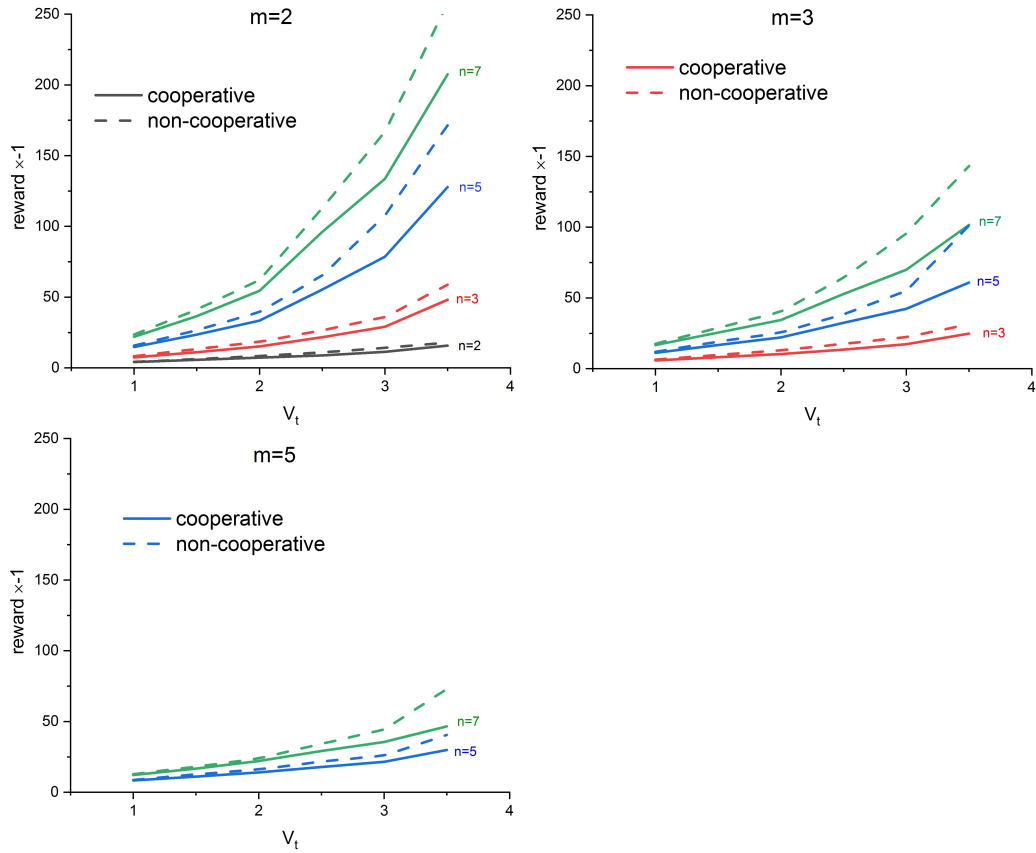 m=2
250
200
150
100
50
0
reward ×-1
cooperative
non-cooperative
n=7
n=5
n=3
n=2
1
2
3
4
V_t
m=3
250
200
150
100
50
0
reward ×-1
cooperative
non-cooperative
n=7
n=5
n=3
1
2
3
4
V_t
m=5
250
200
150
100
50
0
reward ×-1
cooperative
non-cooperative
n=7
n=5
1
2
3
4
V_t